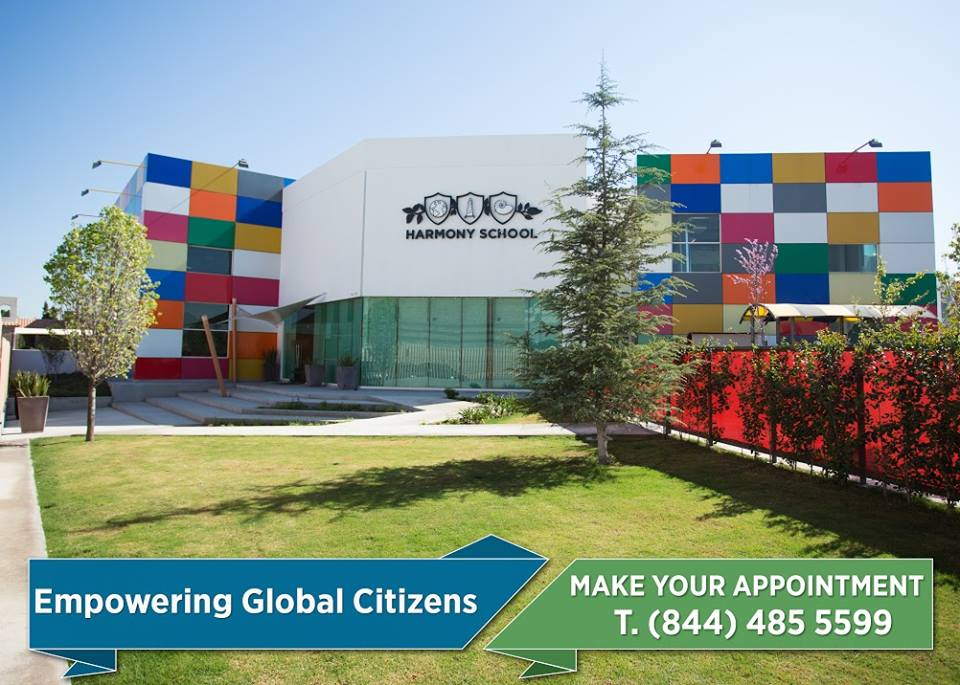 HARMONY SCHOOL
Empowering Global Citizens
MAKE YOUR APPOINTMENT
T. (844) 485 5599